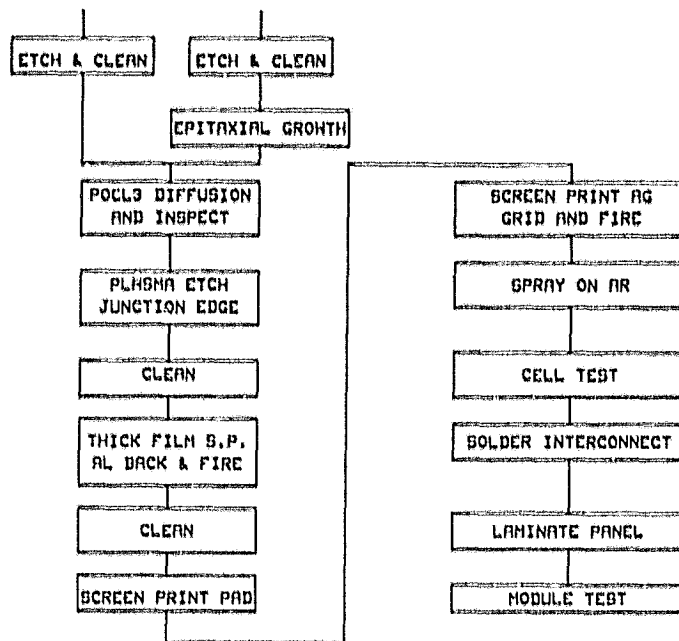 ETCH & CLEAN
ETCH & CLEAN
EPITAXIAL GROWTH
POCL3 DIFFUSION
AND INSPECT
PLASMA ETCH
JUNCTION EDGE
CLEAN
THICK FILM S.P.
AL BACK & FIRE
CLEAN
SCREEN PRINT PAD
SCREEN PRINT AG
GRID AND FIRE
SPRAY ON AR
CELL TEST
SOLDER INTERCONNECT
LAMINATE PANEL
MODULE TEST